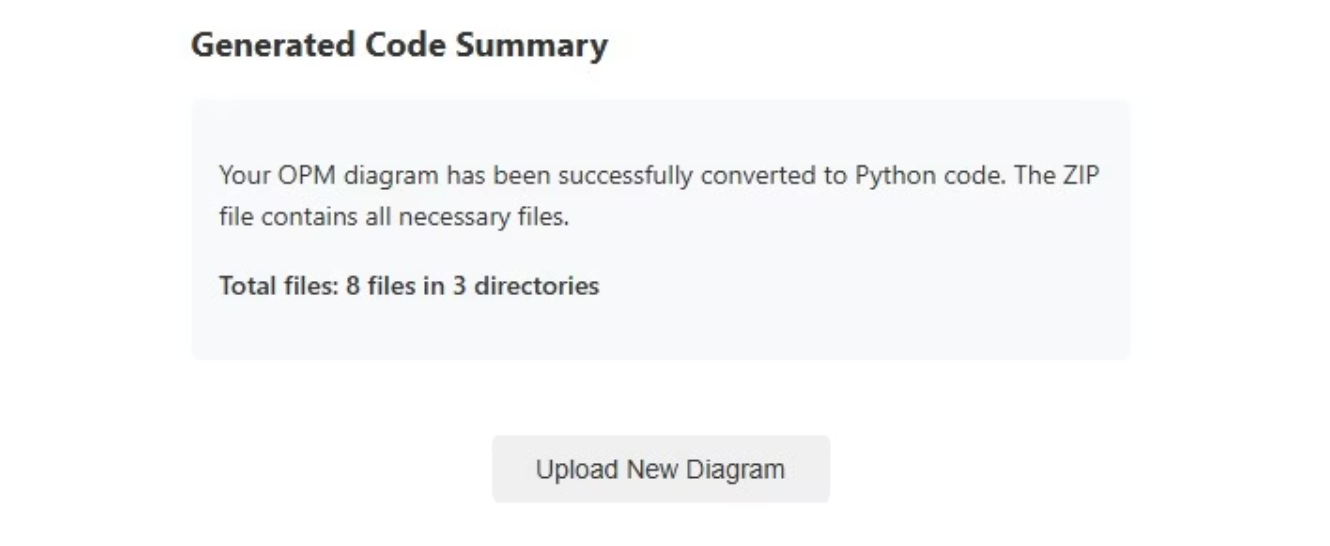 Generated Code Summary
Your OPM diagram has been successfully converted to Python code. The ZIP
file contains all necessary files.
Total files: 8 files in 3 directories
Upload New Diagram